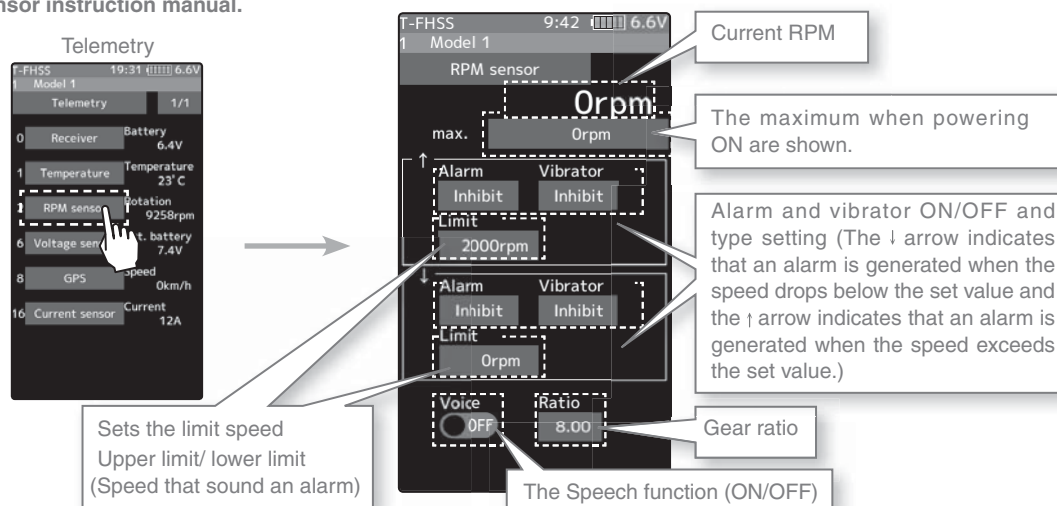 nsor instruction manual.
Telemetry
T-FHSS 19:31 6.6V
1 Model 1
Telemetry 1/1
0 Receiver Battery
6.4V
1 Temperature Temperature
23°C
2 RPM sensor Rotation
9258rpm
6 Voltage sen t. battery
7.4V
8 GPS Speed
0km/h
16 Current sensor Current
12A
T-FHSS 9:42 6.6V
1 Model 1
RPM sensor
0rpm
max. 0rpm
↑
Alarm Vibrator
Inhibit Inhibit
Limit
2000rpm
↓
Alarm Vibrator
Inhibit Inhibit
Limit
0rpm
Voice Ratio
OFF 8.00
Current RPM
The maximum when powering
ON are shown.
Alarm and vibrator ON/OFF and
type setting (The ↓ arrow indicates
that an alarm is generated when the
speed drops below the set value and
the ↑ arrow indicates that an alarm is
generated when the speed exceeds
the set value.)
Gear ratio
The Speech function (ON/OFF)
Sets the limit speed
Upper limit/ lower limit
(Speed that sound an alarm)